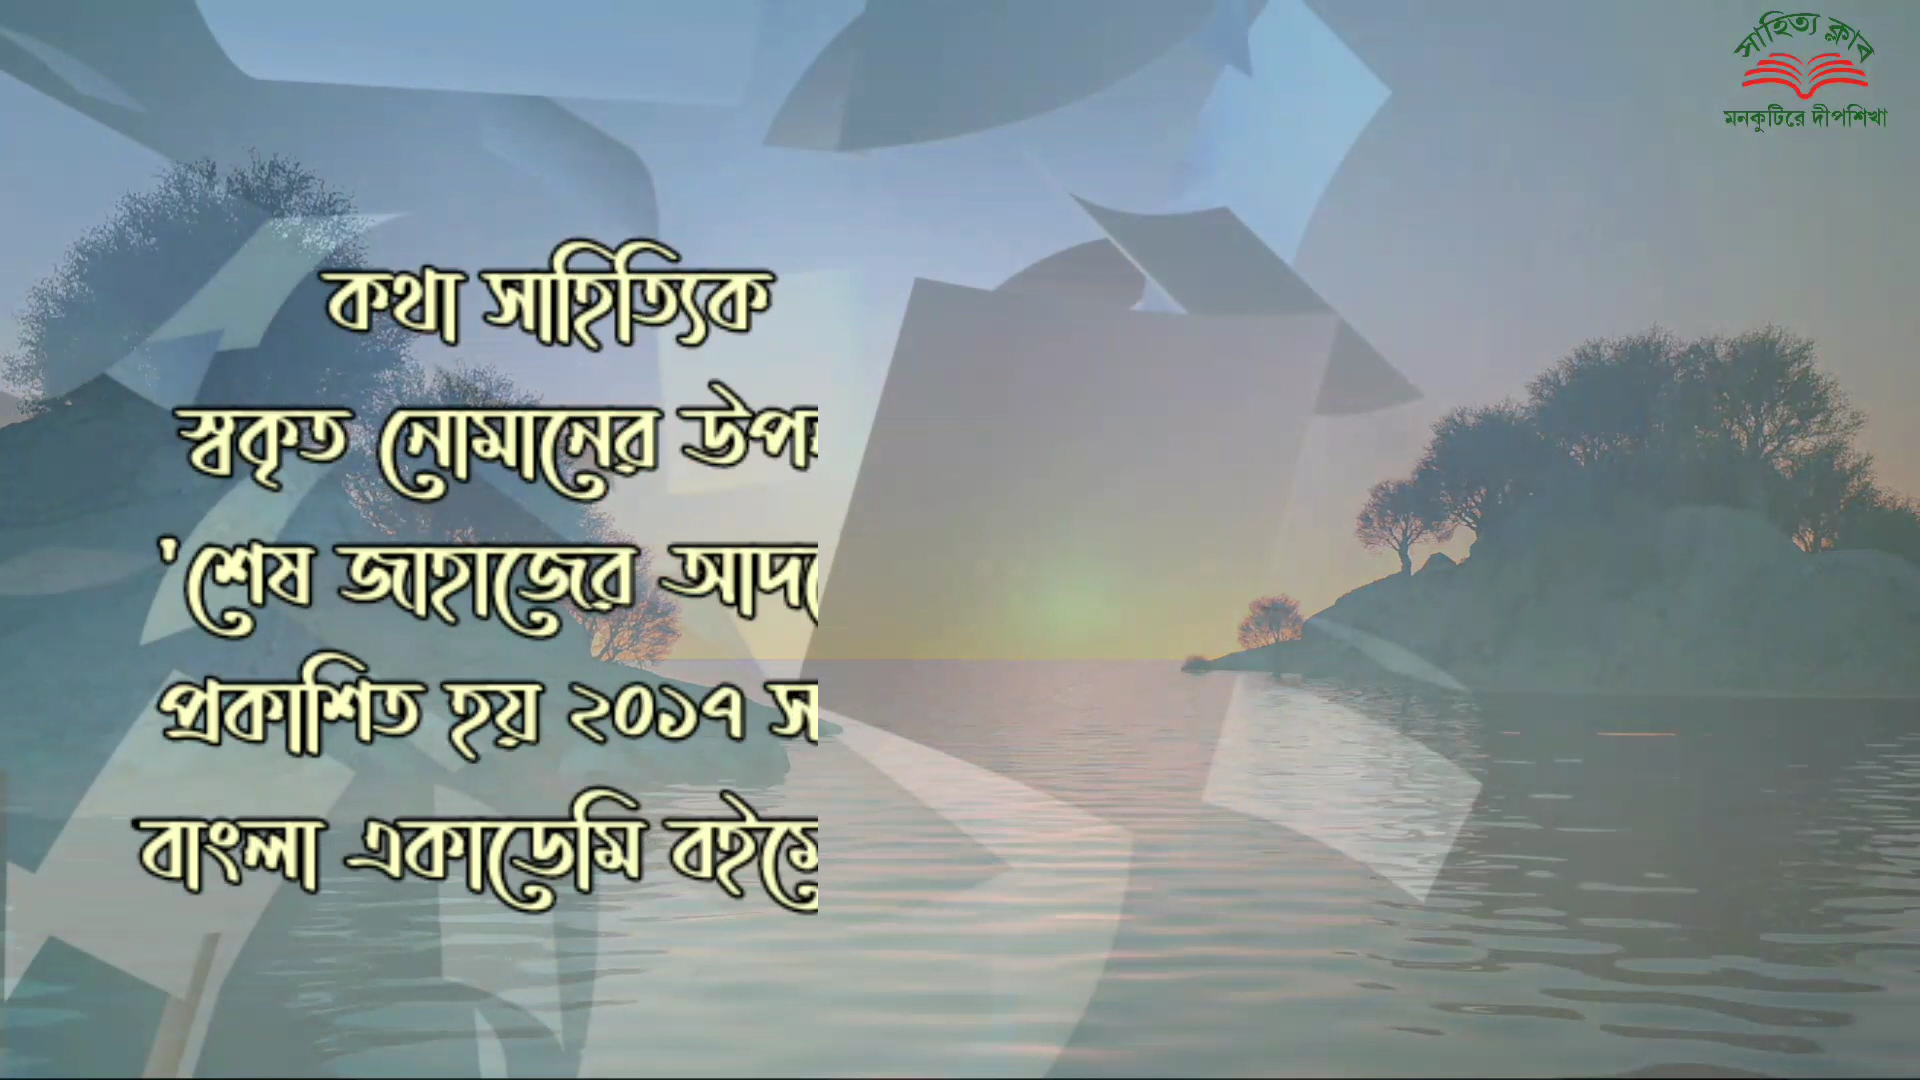 সাহিত্য ক্লাব
মনকুটিরে দীপশিখা
কথা সাহিত্যিক
স্বকৃত নোমানের
'শেষ জাহাজের
প্রকাশিত হয় ২০১৭
বাংলা একাডেমি